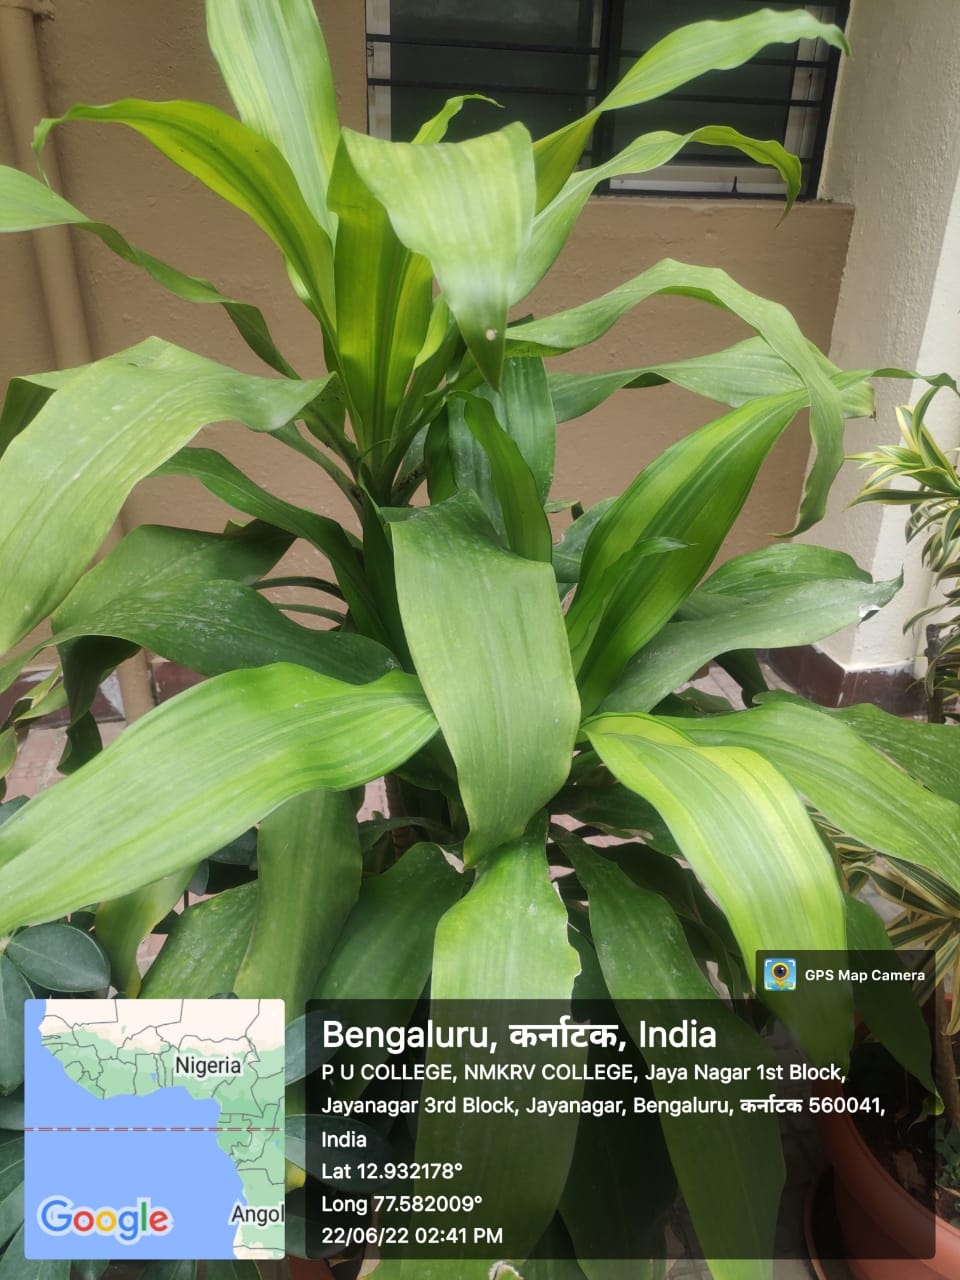 GPS Map Camera
Nigeria
Angol
Google
Bengaluru, कर्नाटक, India
P U COLLEGE, NMKRV COLLEGE, Jaya Nagar 1st Block,
Jayanagar 3rd Block, Jayanagar, Bengaluru, कर्नाटक 560041,
India
Lat 12.932178°
Long 77.582009°
22/06/22 02:41 PM